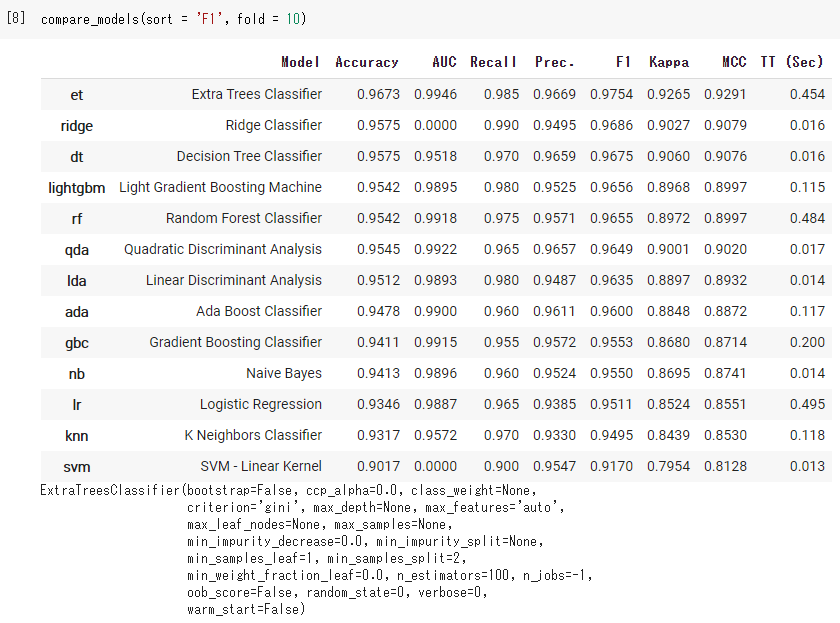 [8] compare_models(sort = 'F1', fold = 10)
Model Accuracy AUC Recall Prec. F1 Kappa MCC TT (Sec)
et Extra Trees Classifier 0.9673 0.9946 0.985 0.9669 0.9754 0.9265 0.9291 0.454
ridge Ridge Classifier 0.9575 0.0000 0.990 0.9495 0.9686 0.9027 0.9079 0.016
dt Decision Tree Classifier 0.9575 0.9518 0.970 0.9659 0.9675 0.9060 0.9076 0.016
lightgbm Light Gradient Boosting Machine 0.9542 0.9895 0.980 0.9525 0.9656 0.8968 0.8997 0.115
rf Random Forest Classifier 0.9542 0.9918 0.975 0.9571 0.9655 0.8972 0.8997 0.484
qda Quadratic Discriminant Analysis 0.9545 0.9922 0.965 0.9657 0.9649 0.9001 0.9020 0.017
lda Linear Discriminant Analysis 0.9512 0.9893 0.980 0.9487 0.9635 0.8897 0.8932 0.014
ada Ada Boost Classifier 0.9478 0.9900 0.960 0.9611 0.9600 0.8848 0.8872 0.117
gbc Gradient Boosting Classifier 0.9411 0.9915 0.955 0.9572 0.9553 0.8680 0.8714 0.200
nb Naive Bayes 0.9413 0.9896 0.960 0.9524 0.9550 0.8695 0.8741 0.014
lr Logistic Regression 0.9346 0.9887 0.965 0.9385 0.9511 0.8524 0.8551 0.495
knn K Neighbors Classifier 0.9317 0.9572 0.970 0.9330 0.9495 0.8439 0.8530 0.118
svm SVM - Linear Kernel 0.9017 0.0000 0.900 0.9547 0.9170 0.7954 0.8128 0.013
ExtraTreesClassifier(bootstrap=False, ccp_alpha=0.0, class_weight=None,
criterion='gini', max_depth=None, max_features='auto',
max_leaf_nodes=None, max_samples=None,
min_impurity_decrease=0.0, min_impurity_split=None,
min_samples_leaf=1, min_samples_split=2,
min_weight_fraction_leaf=0.0, n_estimators=100, n_jobs=-1,
oob_score=False, random_state=0, verbose=0,
warm_start=False)